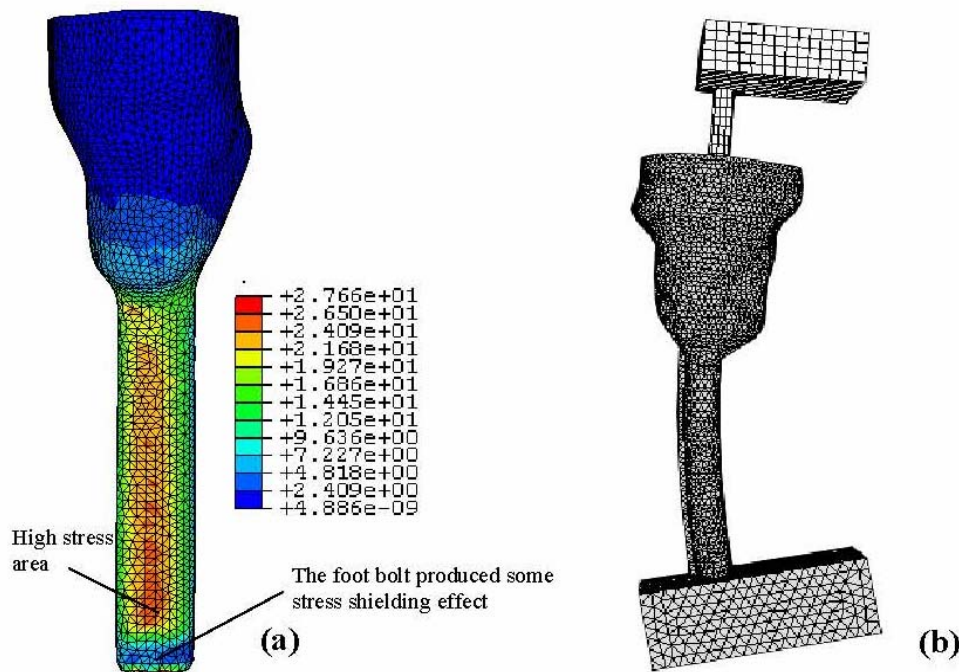 +2.766e+01
+2.650e+01
+2.409e+01
+2.168e+01
+1.927e+01
+1.686e+01
+1.445e+01
+1.205e+01
+9.636e+00
+7.227e+00
+4.818e+00
+2.409e+00
+4.886e-09
High stress
area
The foot bolt produced some
stress shielding effect
(a)
(b)